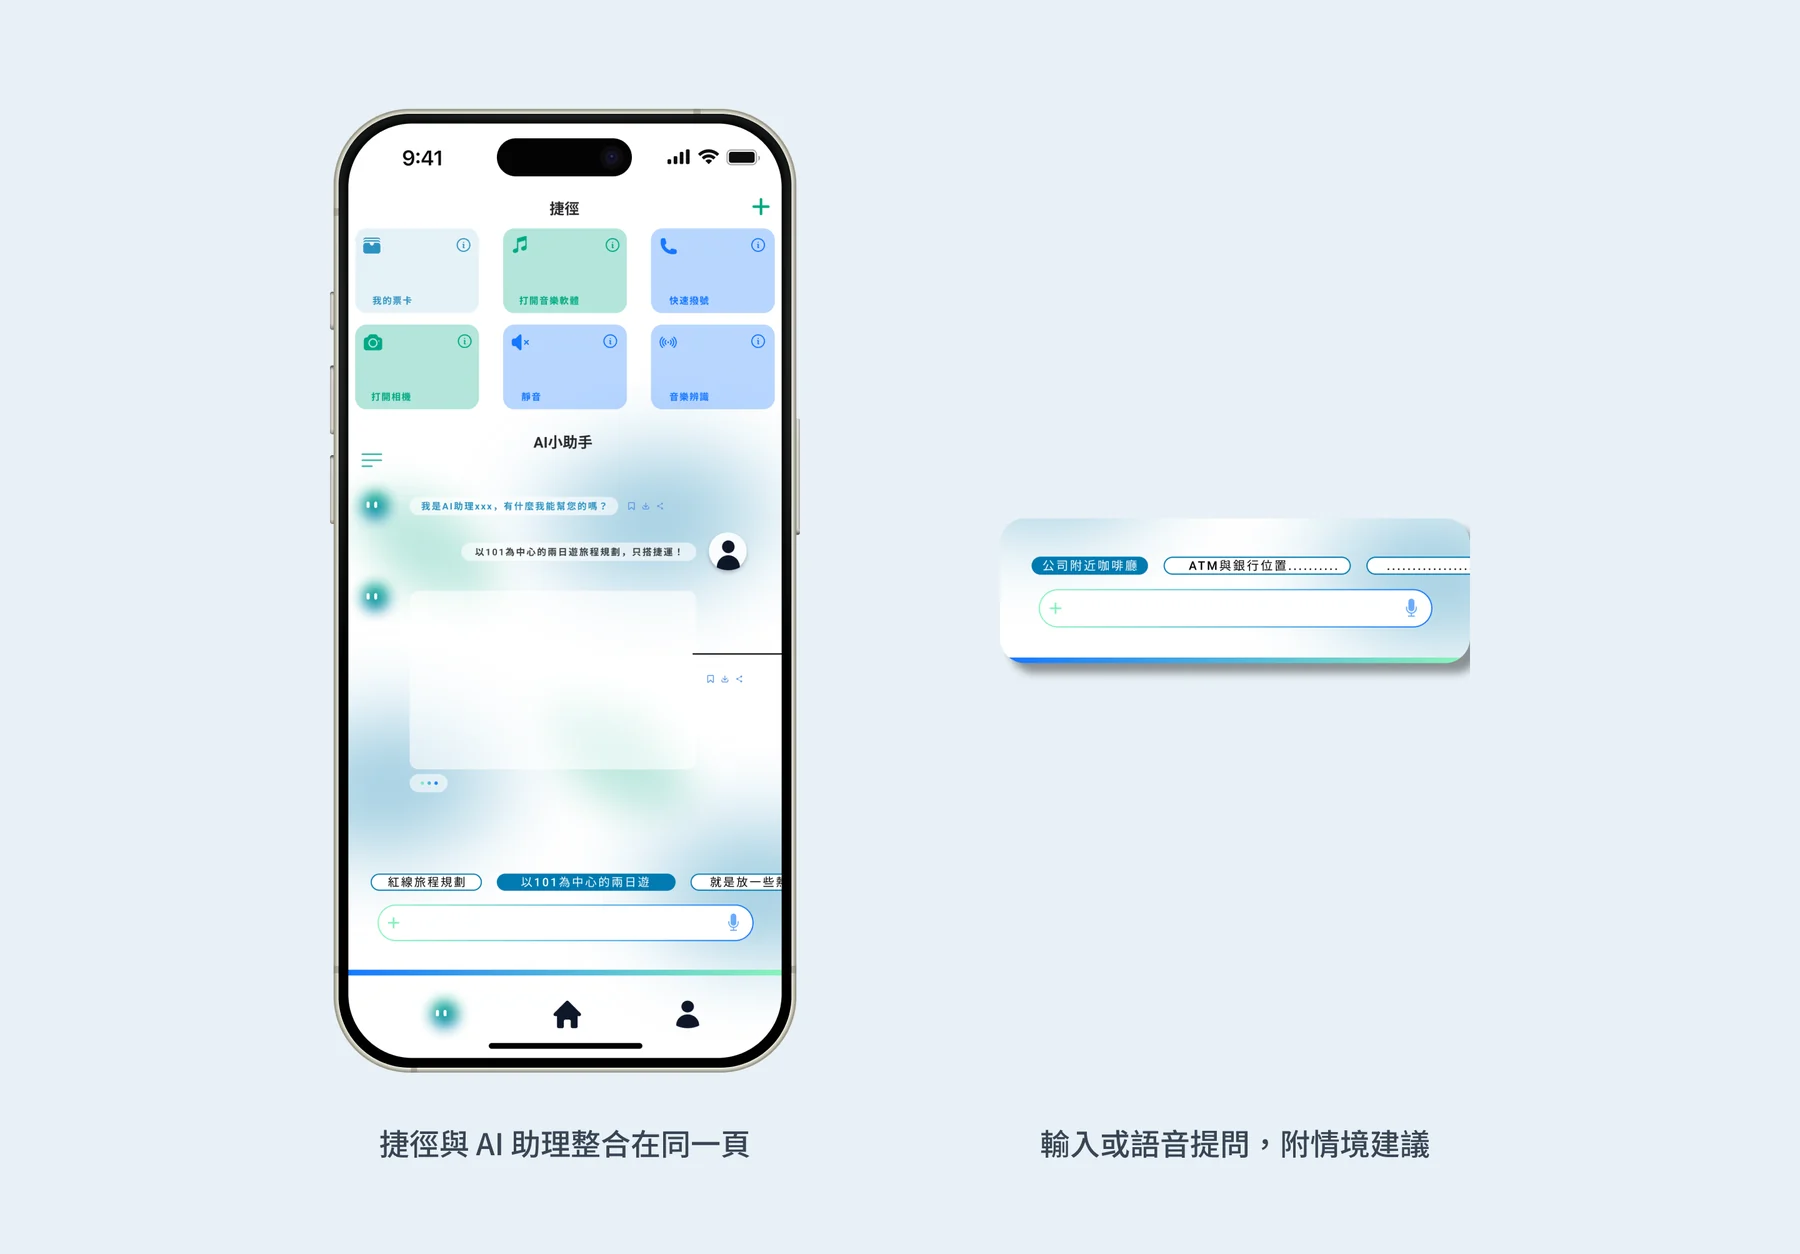 9:41
捷徑
我的票卡
打開音樂軟體
快速撥號
打開相機
靜音
音樂辨識
AI小助手
我是AI助理xxx，有什麼我能幫您的嗎？
以101為中心的兩日遊旅程規劃，只搭捷運！
紅線旅程規劃
以101為中心的兩日遊
就是放一些熱
捷徑與 AI 助理整合在同一頁
公司附近咖啡廳
ATM與銀行位置..........
................
輸入或語音提問，附情境建議